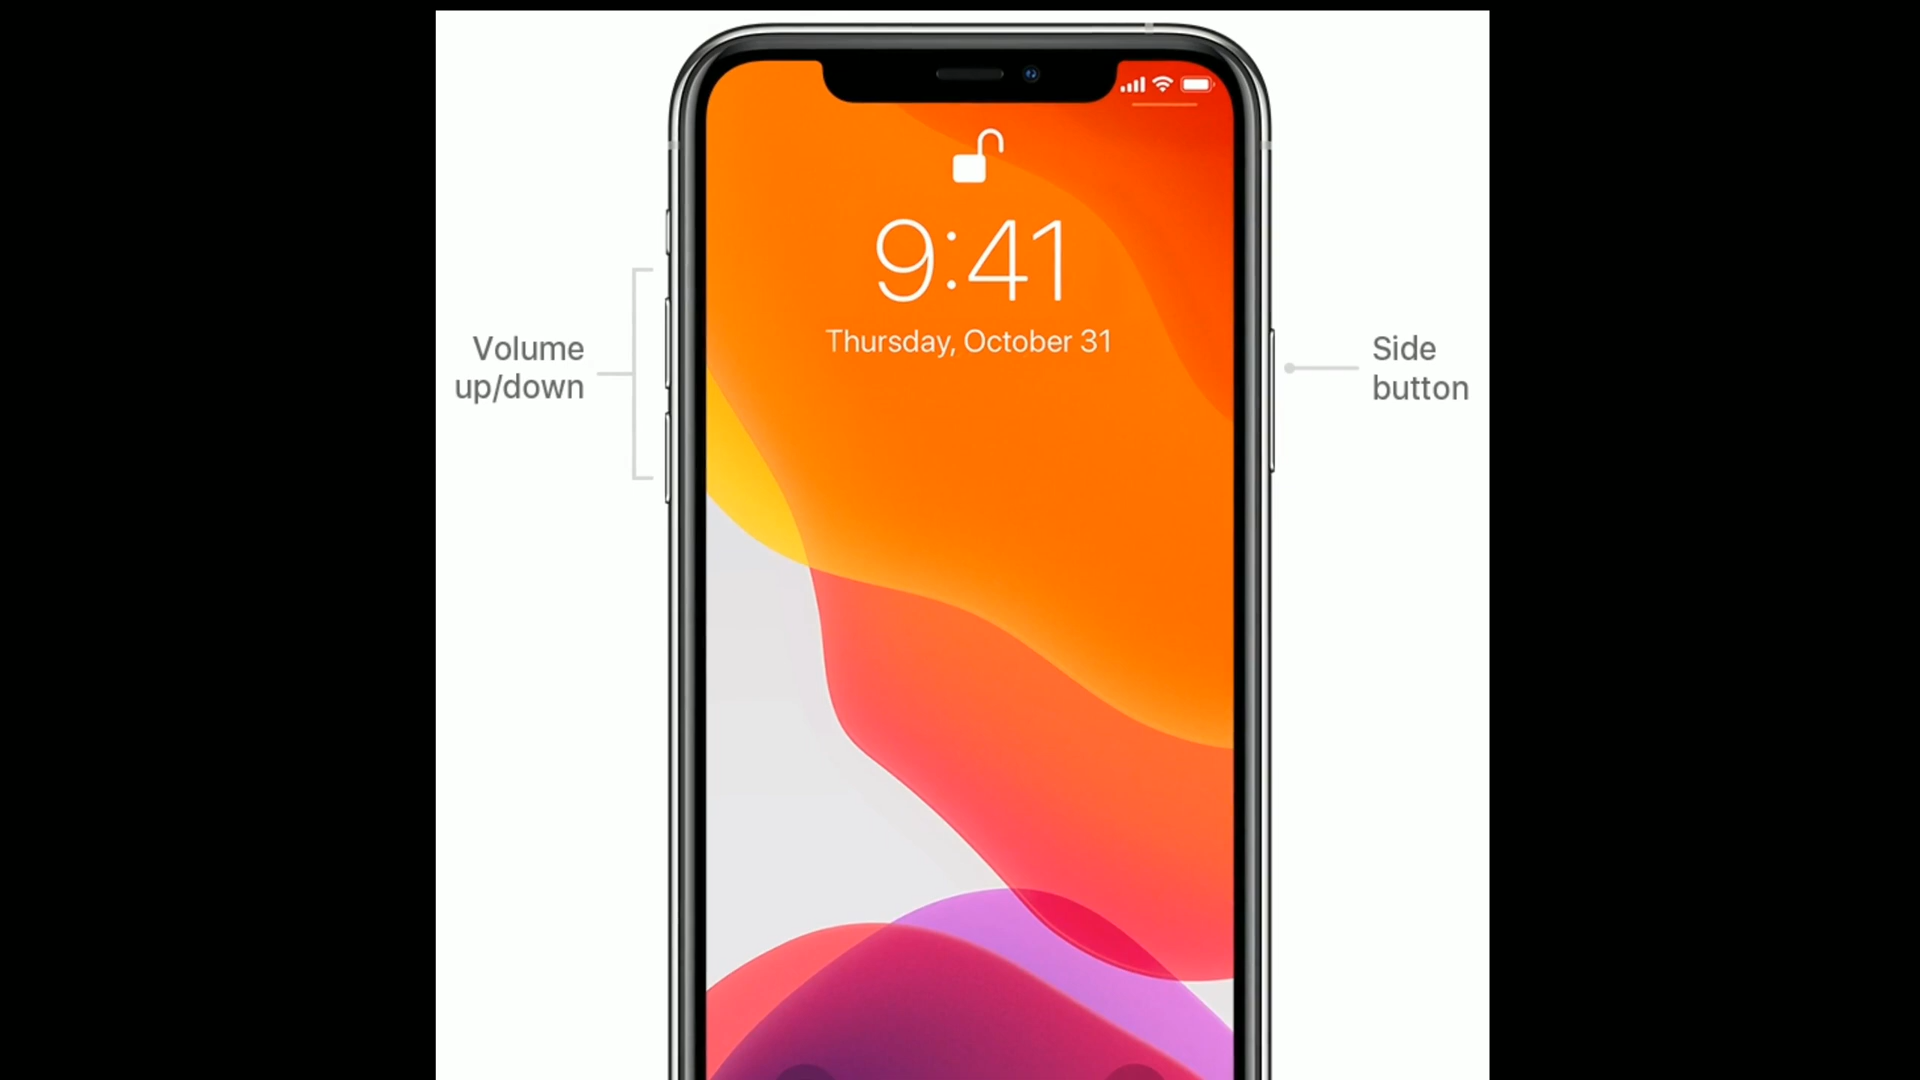 9:41
Thursday, October 31
Volume
up/down
Side
button